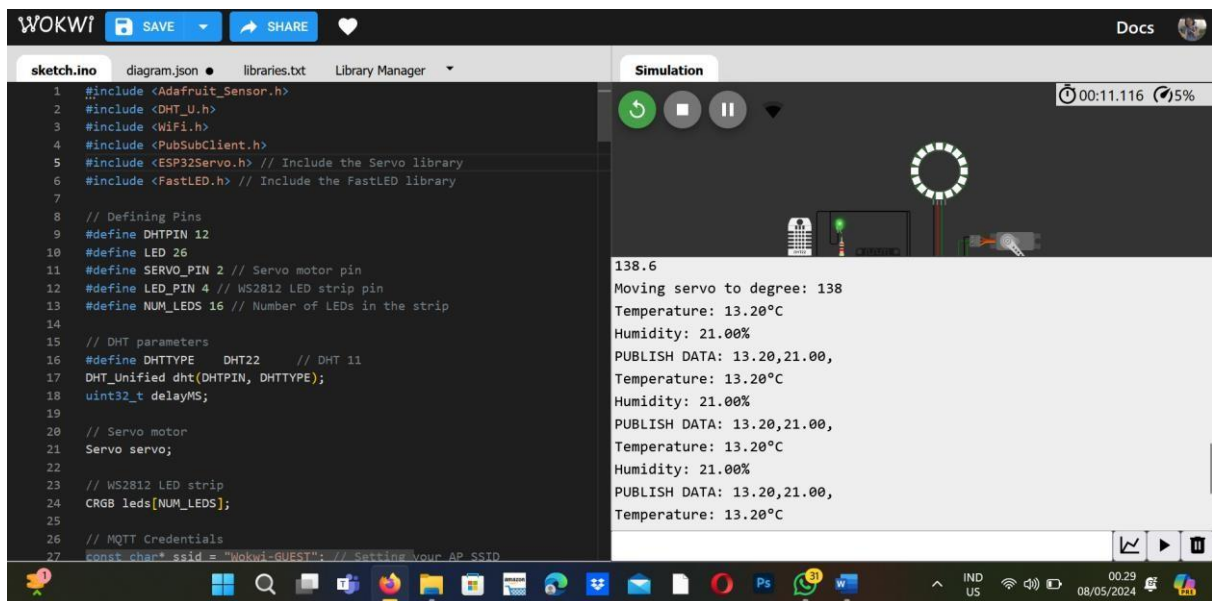 WOKWI SAVE SHARE Docs
sketch.ino diagram.json ● libraries.txt Library Manager
1 #include <Adafruit_Sensor.h>
2 #include <DHT_U.h>
3 #include <WiFi.h>
4 #include <PubSubClient.h>
5 #include <ESP32Servo.h> // Include the Servo library
6 #include <FastLED.h> // Include the FastLED library
7
8 // Defining Pins
9 #define DHTPIN 12
10 #define LED 26
11 #define SERVO_PIN 2 // Servo motor pin
12 #define LED_PIN 4 // WS2812 LED strip pin
13 #define NUM_LEDS 16 // Number of LEDs in the strip
14
15 // DHT parameters
16 #define DHTTYPE    DHT22     // DHT 11
17 DHT_Unified dht(DHTPIN, DHTTYPE);
18 uint32_t delayMS;
19
20 // Servo motor
21 Servo servo;
22
23 // WS2812 LED strip
24 CRGB leds[NUM_LEDS];
25
26 // MQTT Credentials
27 const char* ssid = "Wokwi-GUEST"; // Setting your AP SSID
Simulation
00:11.116 5%
138.6
Moving servo to degree: 138
Temperature: 13.20°C
Humidity: 21.00%
PUBLISH DATA: 13.20,21.00,
Temperature: 13.20°C
Humidity: 21.00%
PUBLISH DATA: 13.20,21.00,
Temperature: 13.20°C
Humidity: 21.00%
PUBLISH DATA: 13.20,21.00,
Temperature: 13.20°C
amazon Ps 31 IND 00.29
US 08/05/2024 PRE